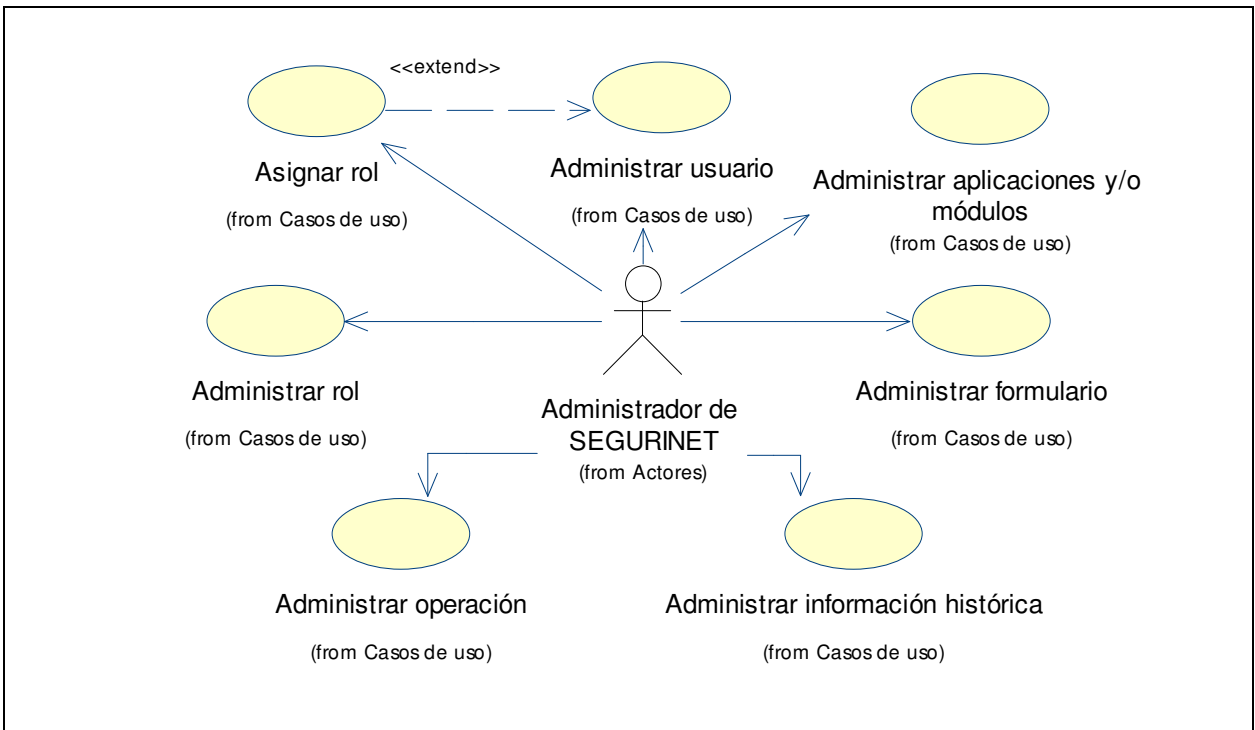 <<extend>>
Asignar rol
(from Casos de uso)
Administrar usuario
(from Casos de uso)
Administrar aplicaciones y/o
módulos
(from Casos de uso)
Administrar rol
(from Casos de uso)
Administrador de
SEGURINET
(from Actores)
Administrar formulario
(from Casos de uso)
Administrar operación
(from Casos de uso)
Administrar información histórica
(from Casos de uso)